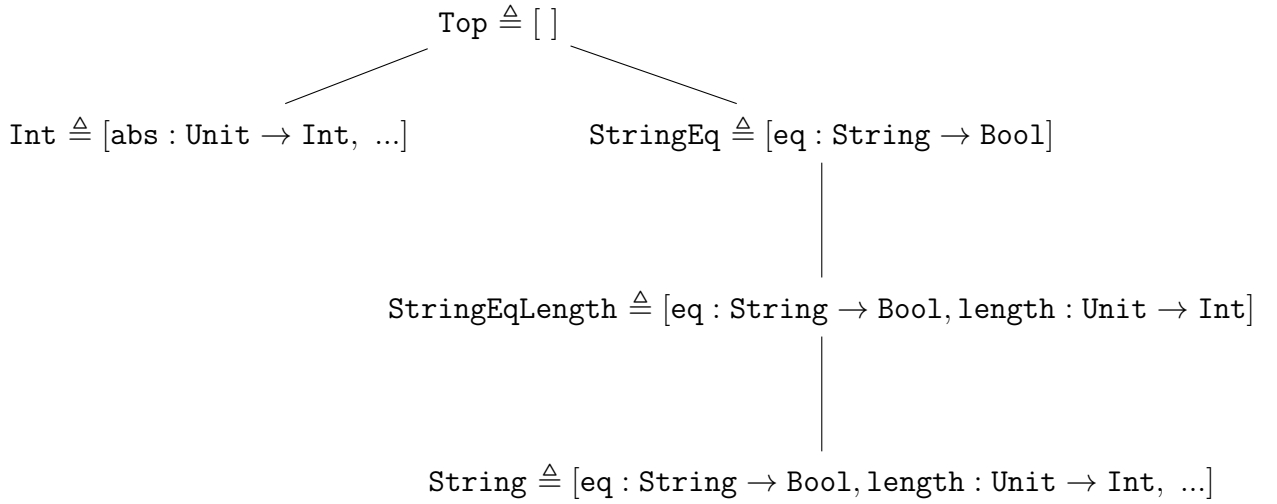 Top ≜ [ ]
Int ≜ [abs : Unit → Int, ...]
StringEq ≜ [eq : String → Bool]
StringEqLength ≜ [eq : String → Bool, length : Unit → Int]
String ≜ [eq : String → Bool, length : Unit → Int, ...]